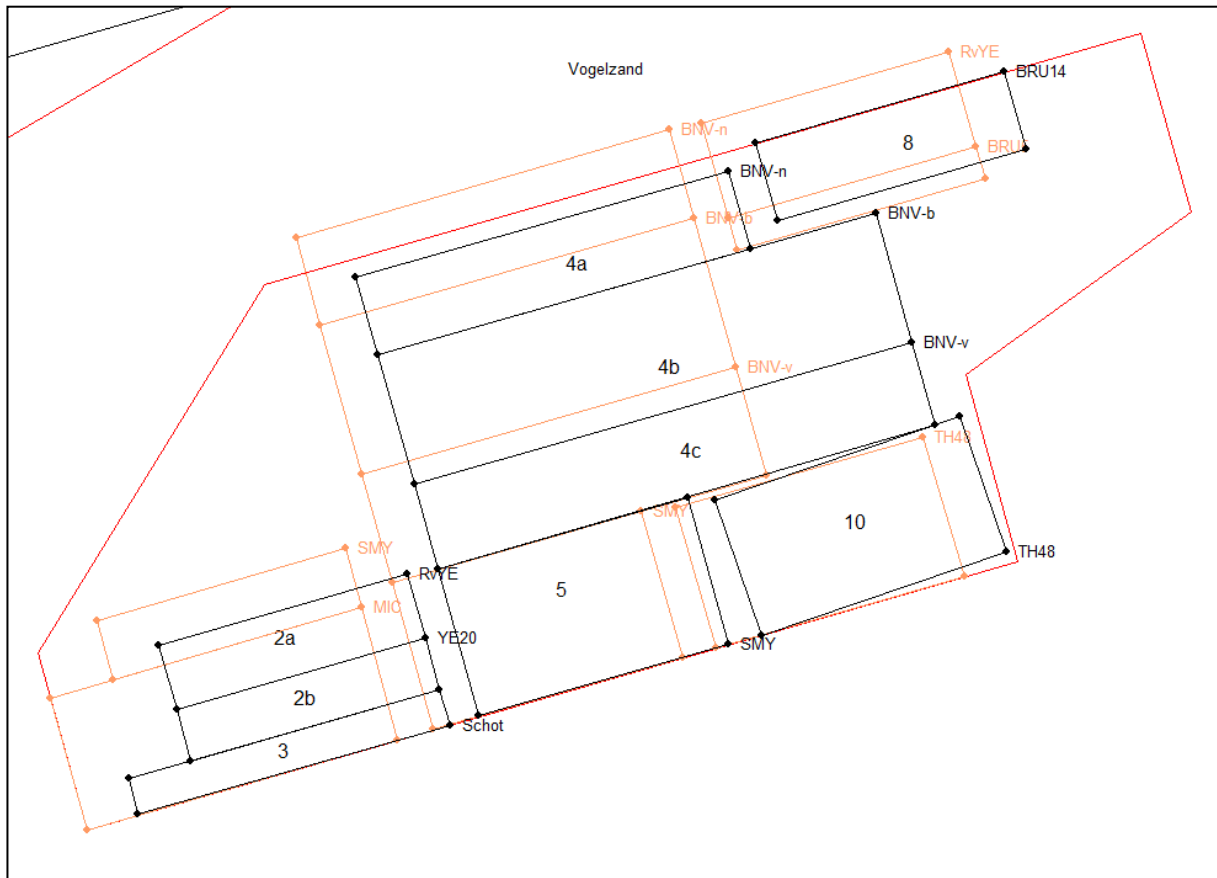 Vogelzand
RvYE
BRU14
BNV-n
8
BRU
BNV-n
BNV-b
BNV-b
4a
BNV-v
4b
BNV-v
4c
TH48
SMY
10
TH48
SMY
RvYE
5
MIC
2a
YE20
SMY
2b
Schot
3